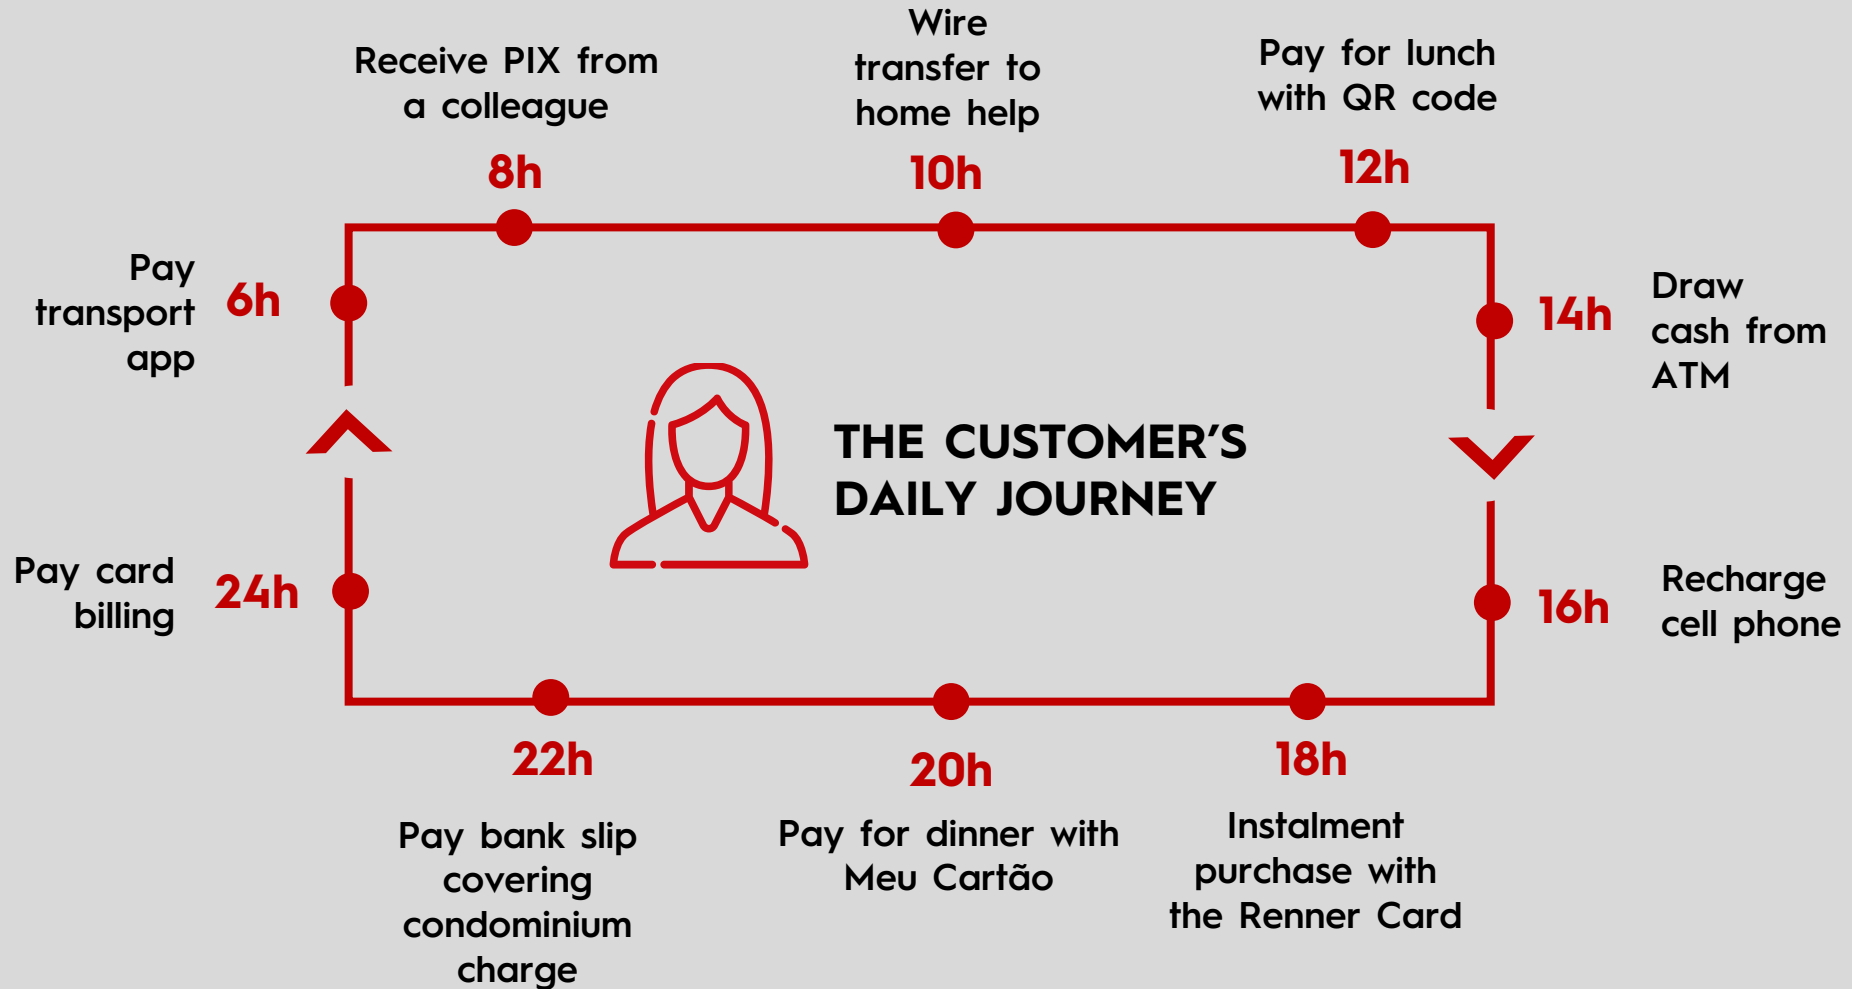 Receive PIX from
a colleague
8h
Wire
transfer to
home help
10h
Pay for lunch
with QR code
12h
Pay
transport
app
6h
14h
Draw
cash from
ATM
THE CUSTOMER’S
DAILY JOURNEY
Pay card
billing
24h
16h
Recharge
cell phone
22h
Pay bank slip
covering
condominium
charge
20h
Pay for dinner with
Meu Cartão
18h
Instalment
purchase with
the Renner Card